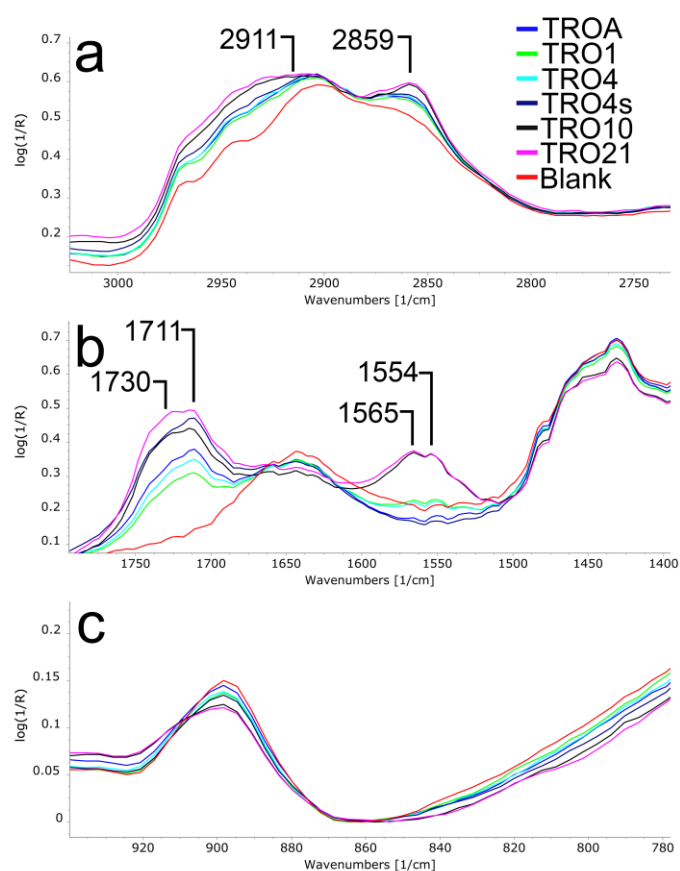 a
2911
2859
TROA
TRO1
TRO4
TRO4s
TRO10
TRO21
Blank
log(1/R)
0.7
0.6
0.5
0.4
0.3
0.2
3000
2950
2900
2850
2800
2750
Wavenumbers [1/cm]
b
1711
1730
1554
1565
log(1/R)
0.7
0.6
0.5
0.4
0.3
0.2
0.1
1750
1700
1650
1600
1550
1500
1450
1400
Wavenumbers [1/cm]
c
log(1/R)
0.2
0.15
0.1
0.05
0
920
900
880
860
840
820
800
780
Wavenumbers [1/cm]